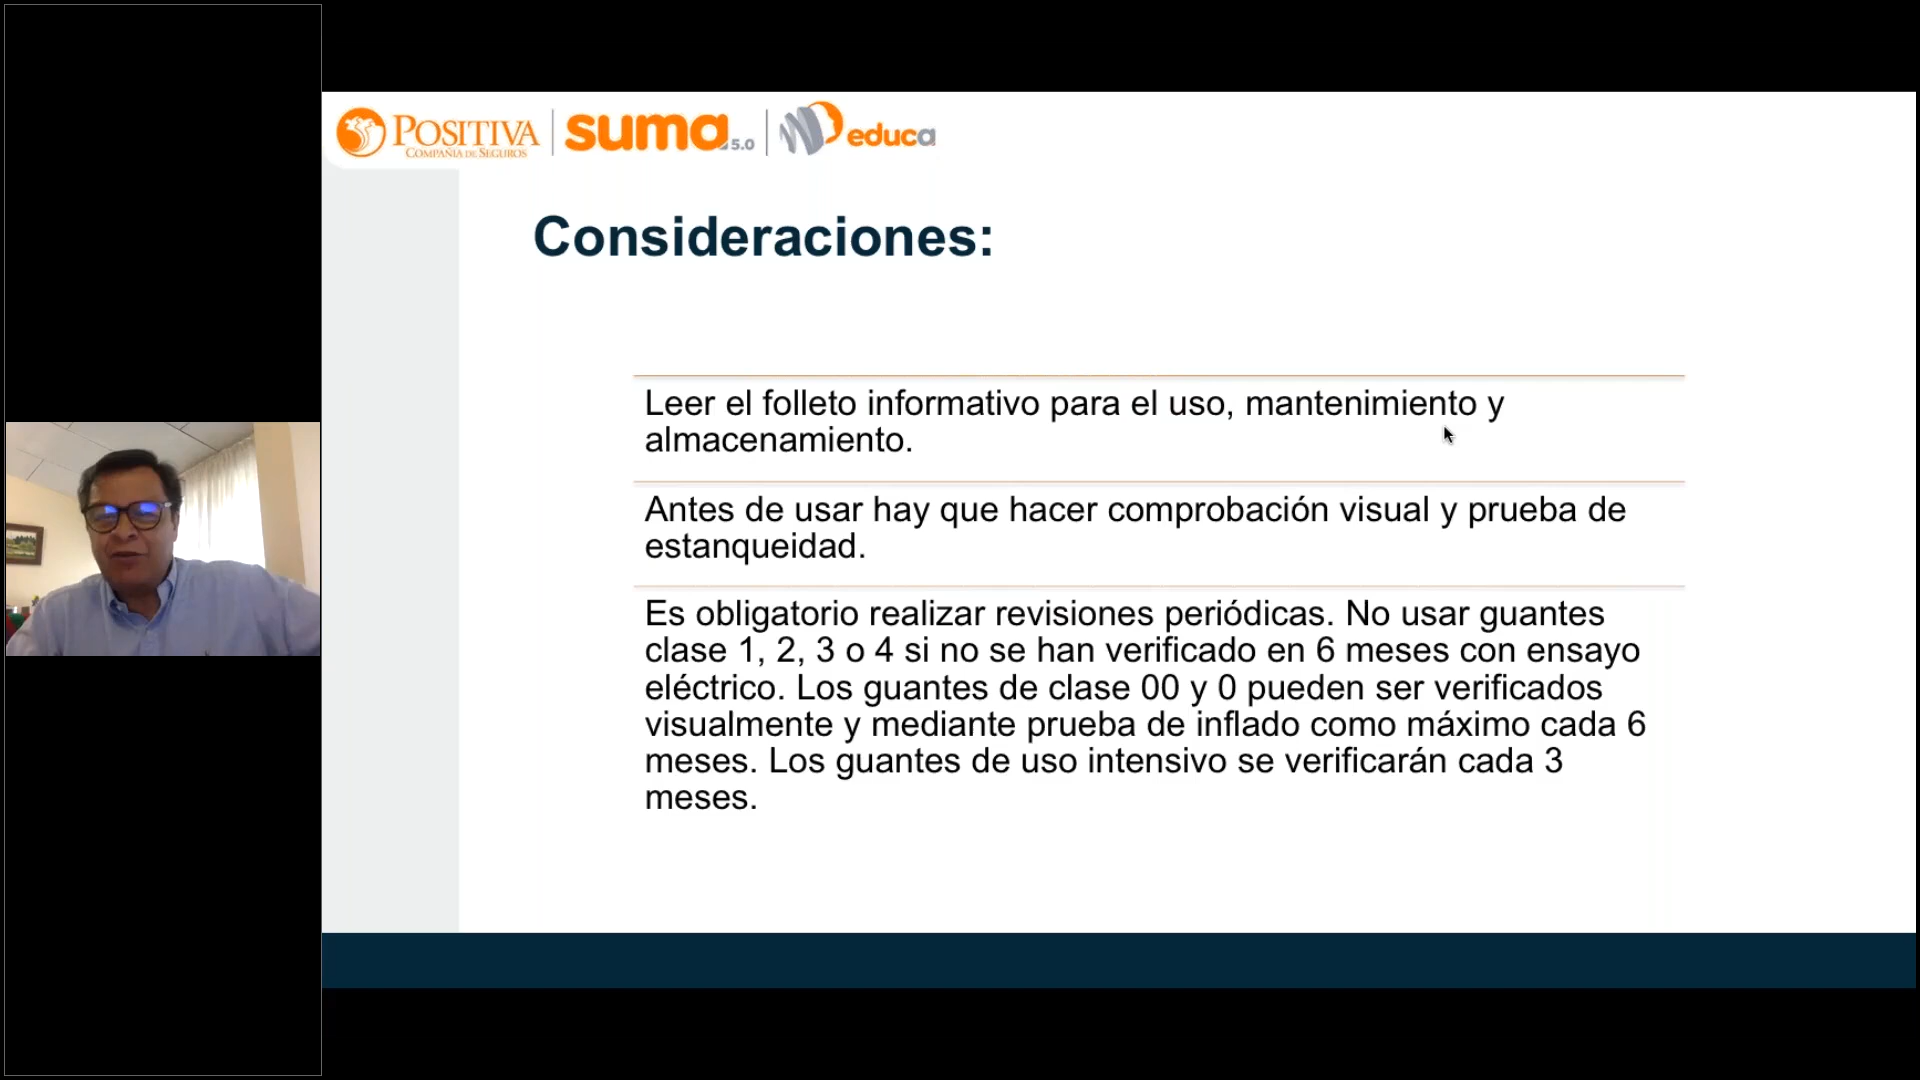 POSITIVA
COMPAÑÍA DE SEGUROS
suma 5.0
educa
Consideraciones:
Leer el folleto informativo para el uso, mantenimiento y
almacenamiento.
Antes de usar hay que hacer comprobación visual y prueba de
estanqueidad.
Es obligatorio realizar revisiones periódicas. No usar guantes
clase 1, 2, 3 o 4 si no se han verificado en 6 meses con ensayo
eléctrico. Los guantes de clase 00 y 0 pueden ser verificados
visualmente y mediante prueba de inflado como máximo cada 6
meses. Los guantes de uso intensivo se verificarán cada 3
meses.